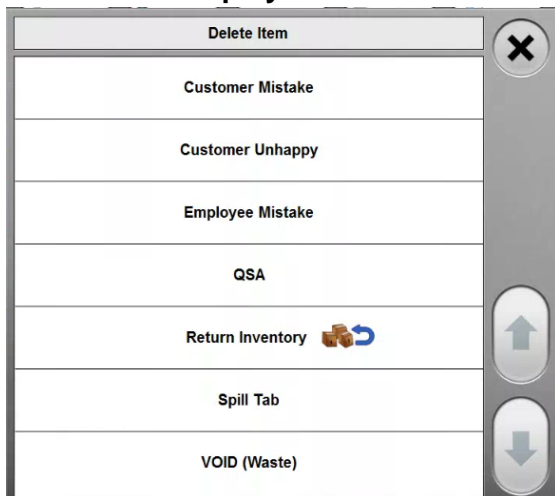 Delete Item
Customer Mistake
Customer Unhappy
Employee Mistake
QSA
Return Inventory
Spill Tab
VOID (Waste)